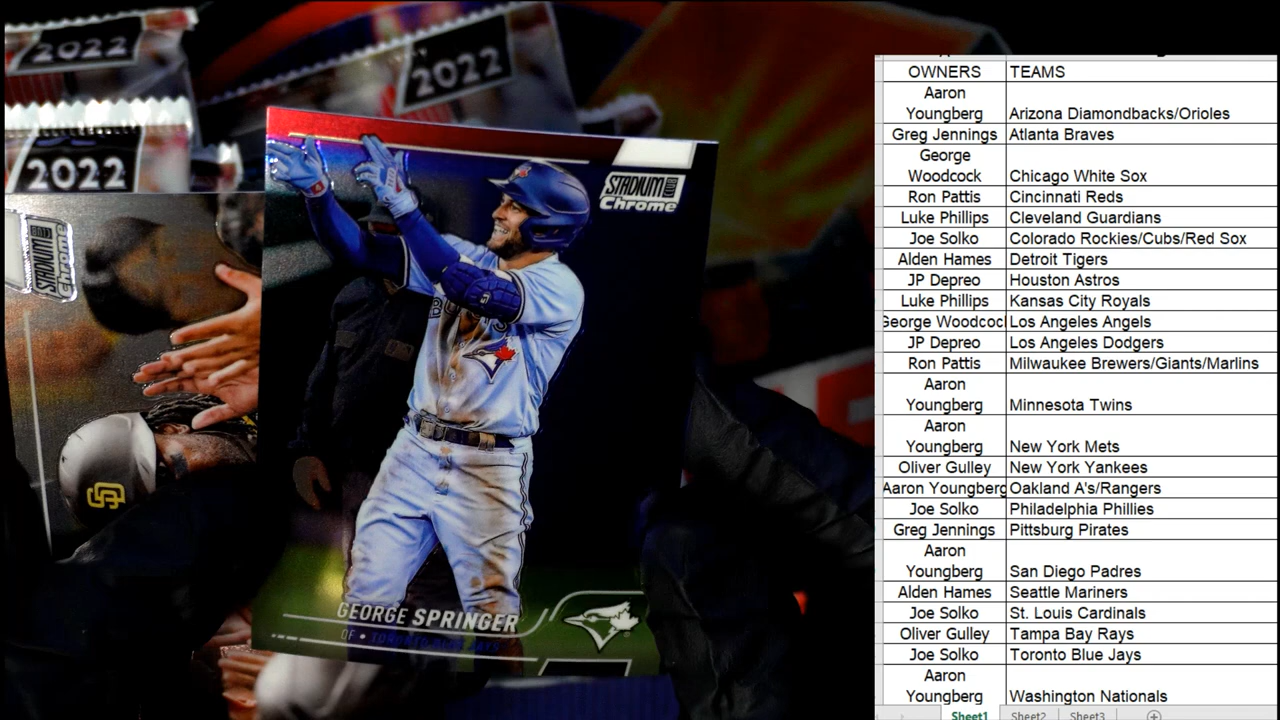 2022
2022
2022
STADIUM
Chrome
STADIUM
Chrome
GEORGE SPRINGER
OF • TORONTO BLUE JAYS
OWNERS TEAMS
Aaron
Youngberg Arizona Diamondbacks/Orioles
Greg Jennings Atlanta Braves
George
Woodcock Chicago White Sox
Ron Pattis Cincinnati Reds
Luke Phillips Cleveland Guardians
Joe Solko Colorado Rockies/Cubs/Red Sox
Alden Hames Detroit Tigers
JP Depreo Houston Astros
Luke Phillips Kansas City Royals
George Woodcoc Los Angeles Angels
JP Depreo Los Angeles Dodgers
Ron Pattis Milwaukee Brewers/Giants/Marlins
Aaron
Youngberg Minnesota Twins
Aaron
Youngberg New York Mets
Oliver Gulley New York Yankees
Aaron Youngberg Oakland A's/Rangers
Joe Solko Philadelphia Phillies
Greg Jennings Pittsburg Pirates
Aaron
Youngberg San Diego Padres
Alden Hames Seattle Mariners
Joe Solko St. Louis Cardinals
Oliver Gulley Tampa Bay Rays
Joe Solko Toronto Blue Jays
Aaron
Youngberg Washington Nationals
Sheet1 Sheet2 Sheet3